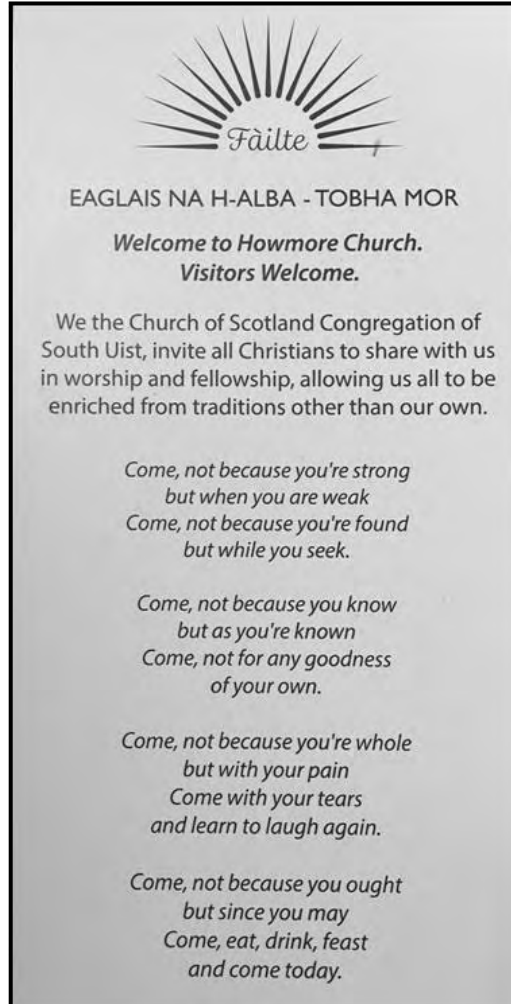 Fàilte
EAGLAIS NA H-ALBA - TOBHA MOR
Welcome to Howmore Church.
Visitors Welcome.
We the Church of Scotland Congregation of
South Uist, invite all Christians to share with us
in worship and fellowship, allowing us all to be
enriched from traditions other than our own.
Come, not because you're strong
but when you are weak
Come, not because you're found
but while you seek.
Come, not because you know
but as you're known
Come, not for any goodness
of your own.
Come, not because you're whole
but with your pain
Come with your tears
and learn to laugh again.
Come, not because you ought
but since you may
Come, eat, drink, feast
and come today.